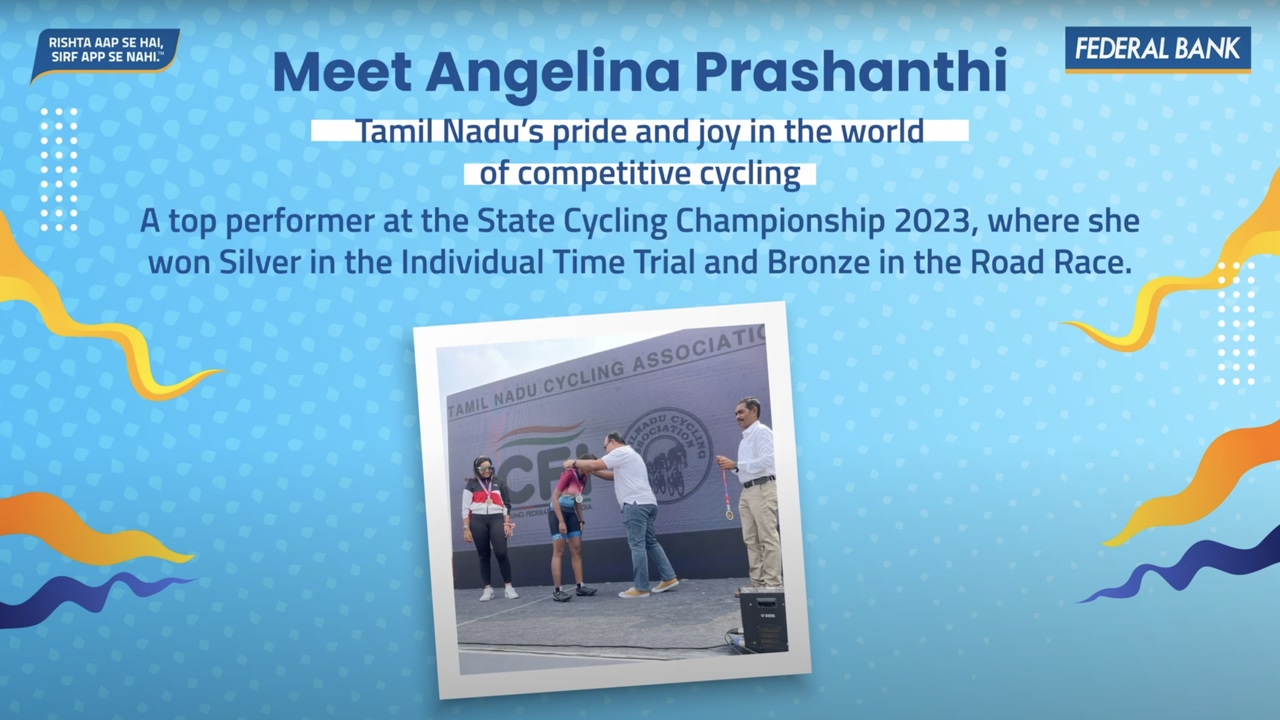 RISHTA AAP SE HAI,
SIRF APP SE NAHI.™
FEDERAL BANK
Meet Angelina Prashanthi
Tamil Nadu's pride and joy in the world
of competitive cycling
A top performer at the State Cycling Championship 2023, where she
won Silver in the Individual Time Trial and Bronze in the Road Race.
TAMIL NADU CYCLING ASSOCIATIO
CFI
CYCLING
ASSOCIATION